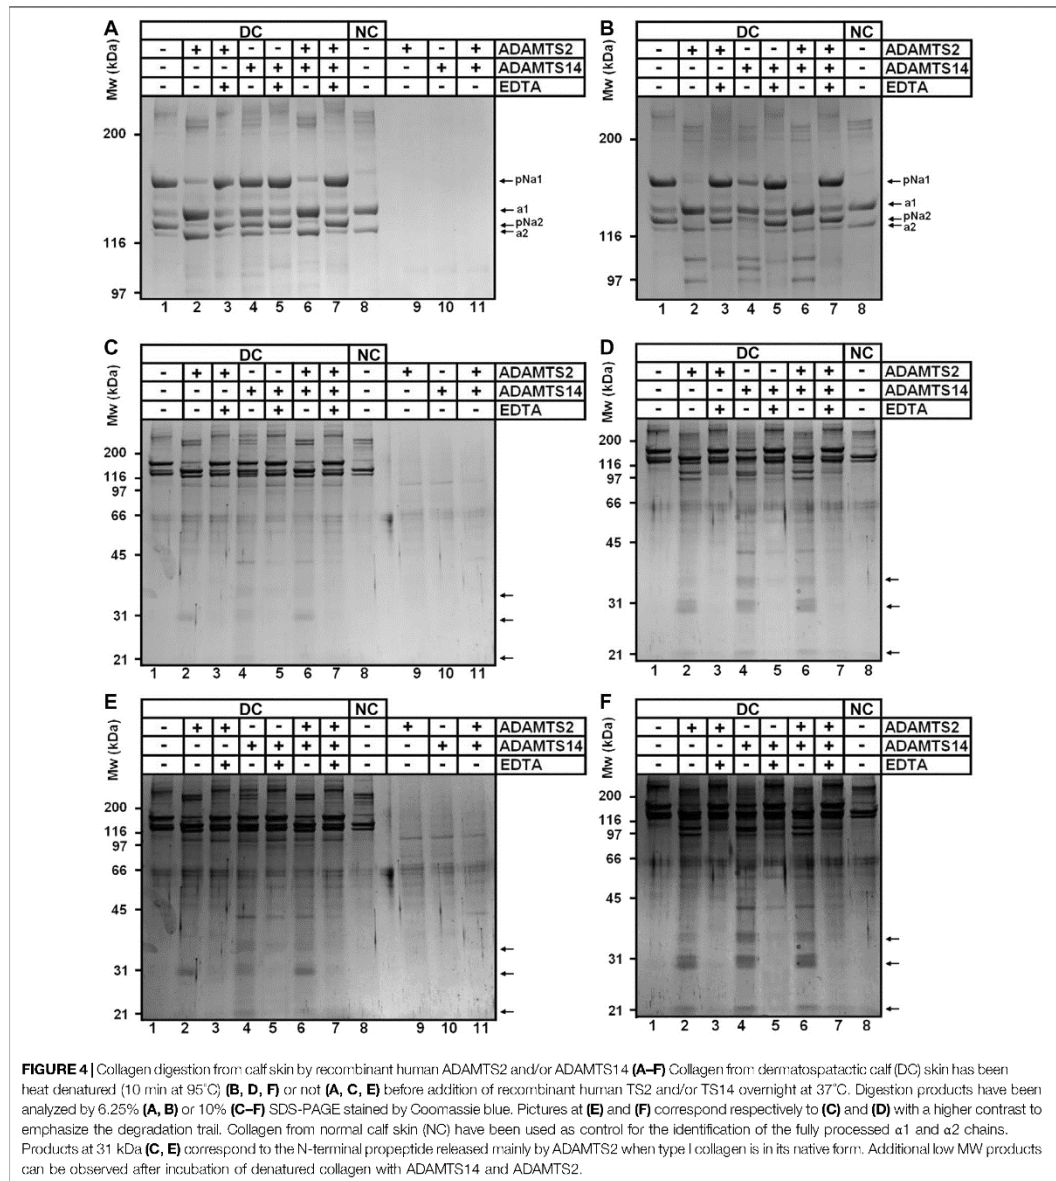 A
DC
NC
- + + - - + + - + - + ADAMTS2
- - - + + + + - - + + ADAMTS14
- - + - + - + - - - - EDTA
Mw (kDa)
200
116
97
pNa1
a1
pNa2
a2
1 2 3 4 5 6 7 8 9 10 11
B
DC
NC
- + + - - + + - ADAMTS2
- - - + + + + - ADAMTS14
- - + - + - + - EDTA
Mw (kDa)
200
116
97
pNa1
a1
pNa2
a2
1 2 3 4 5 6 7 8
C
DC
NC
- + + - - + + - + - + ADAMTS2
- - - + + + + - - + + ADAMTS14
- - + - + - + - - - - EDTA
Mw (kDa)
200
116
97
66
45
31
21
1 2 3 4 5 6 7 8 9 10 11
D
DC
NC
- + + - - + + - ADAMTS2
- - - + + + + - ADAMTS14
- - + - + - + - EDTA
Mw (kDa)
200
116
97
66
45
31
21
1 2 3 4 5 6 7 8
E
DC
NC
- + + - - + + - + - + ADAMTS2
- - - + + + + - - + + ADAMTS14
- - + - + - + - - - - EDTA
Mw (kDa)
200
116
97
66
45
31
21
1 2 3 4 5 6 7 8 9 10 11
F
DC
NC
- + + - - + + - ADAMTS2
- - - + + + + - ADAMTS14
- - + - + - + - EDTA
Mw (kDa)
200
116
97
66
45
31
21
1 2 3 4 5 6 7 8
FIGURE 4 | Collagen digestion from calf skin by recombinant human ADAMTS2 and/or ADAMTS14 (A–F) Collagen from dermatospatactic calf (DC) skin has been
heat denatured (10 min at 95°C) (B, D, F) or not (A, C, E) before addition of recombinant human TS2 and/or TS14 overnight at 37°C. Digestion products have been
analyzed by 6.25% (A, B) or 10% (C–F) SDS-PAGE stained by Coomassie blue. Pictures at (E) and (F) correspond respectively to (C) and (D) with a higher contrast to
emphasize the degradation trail. Collagen from normal calf skin (NC) have been used as control for the identification of the fully processed α1 and α2 chains.
Products at 31 kDa (C, E) correspond to the N-terminal propeptide released mainly by ADAMTS2 when type I collagen is in its native form. Additional low MW products
can be observed after incubation of denatured collagen with ADAMTS14 and ADAMTS2.